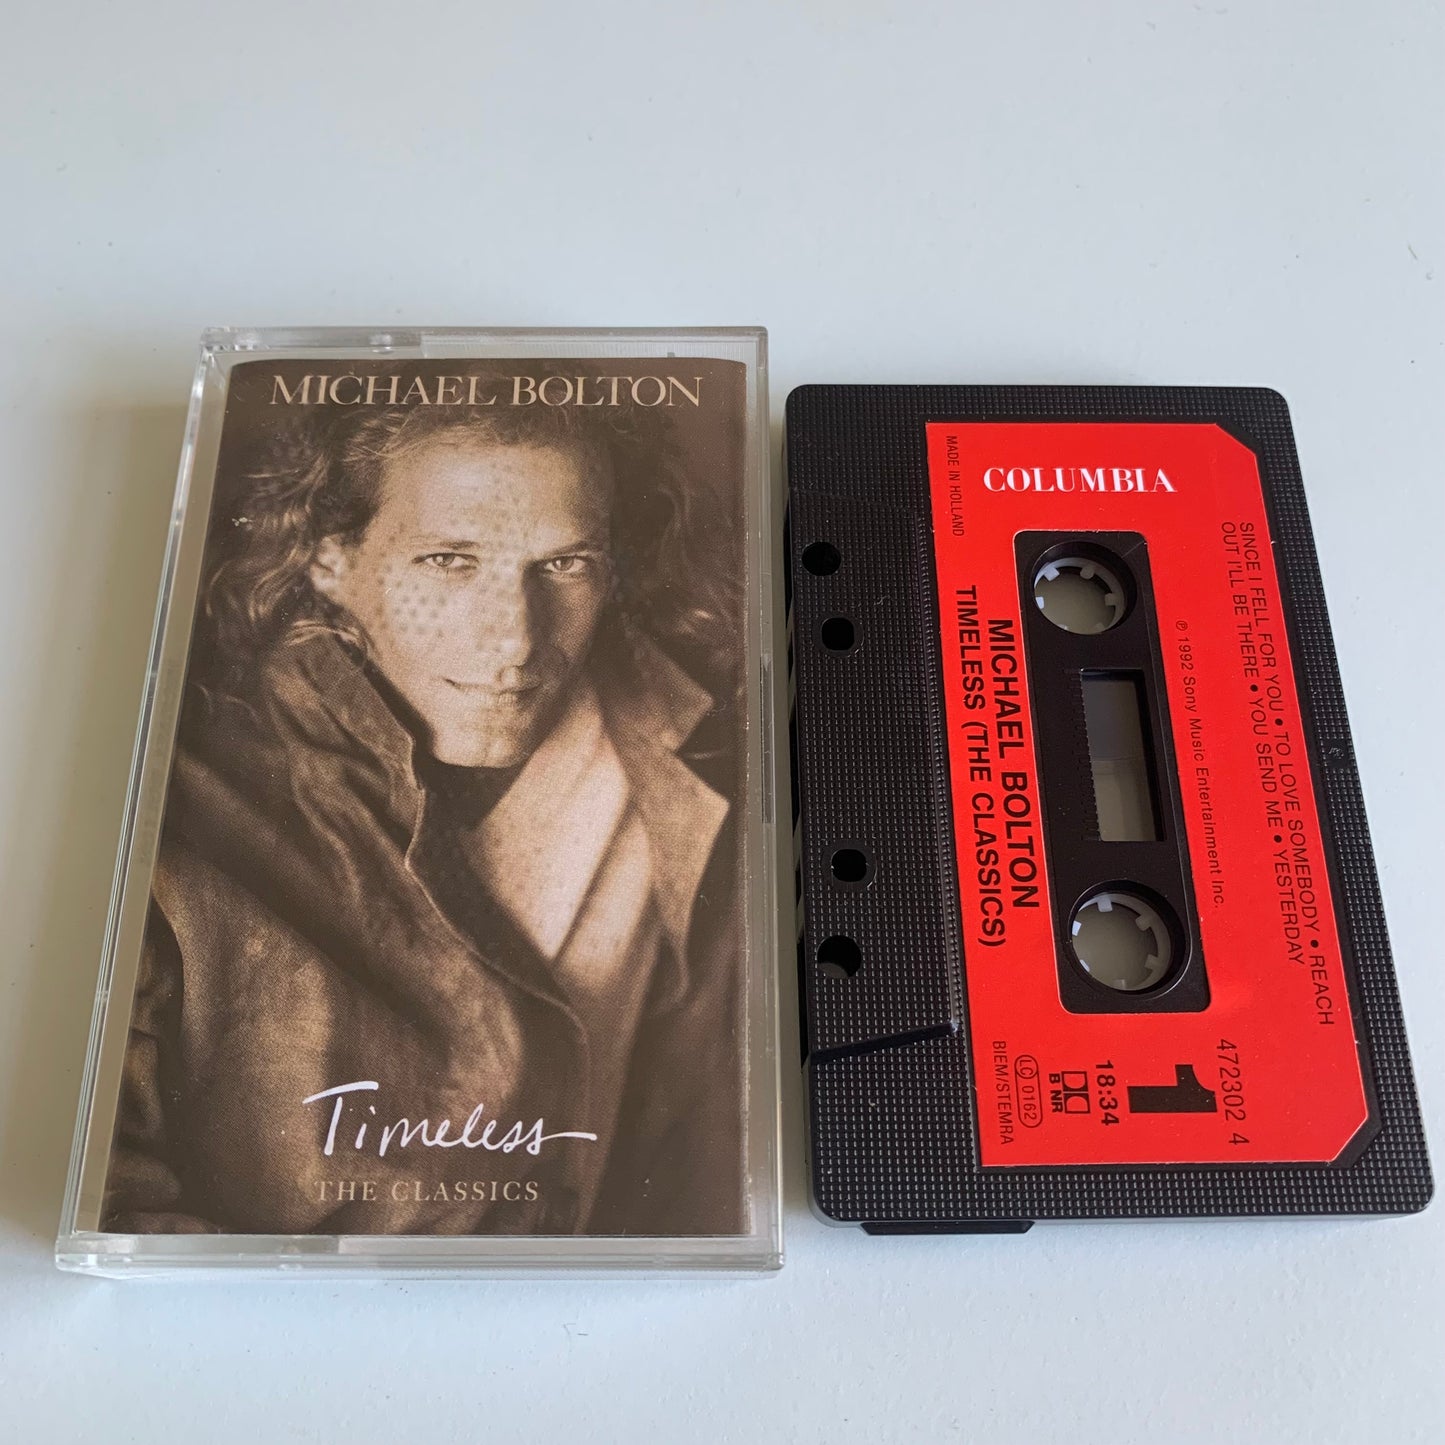 MICHAEL BOLTON
Timeless
THE CLASSICS
COLUMBIA
MADE IN HOLLAND
MICHAEL BOLTON
TIMELESS (THE CLASSICS)
℗ 1992 Sony Music Entertainment Inc.
SINCE I FELL FOR YOU • TO LOVE SOMEBODY • REACH
OUT I'LL BE THERE • YOU SEND ME • YESTERDAY
472302 4
1
18:34
B NR
LC 0162
BIEM/STEMRA